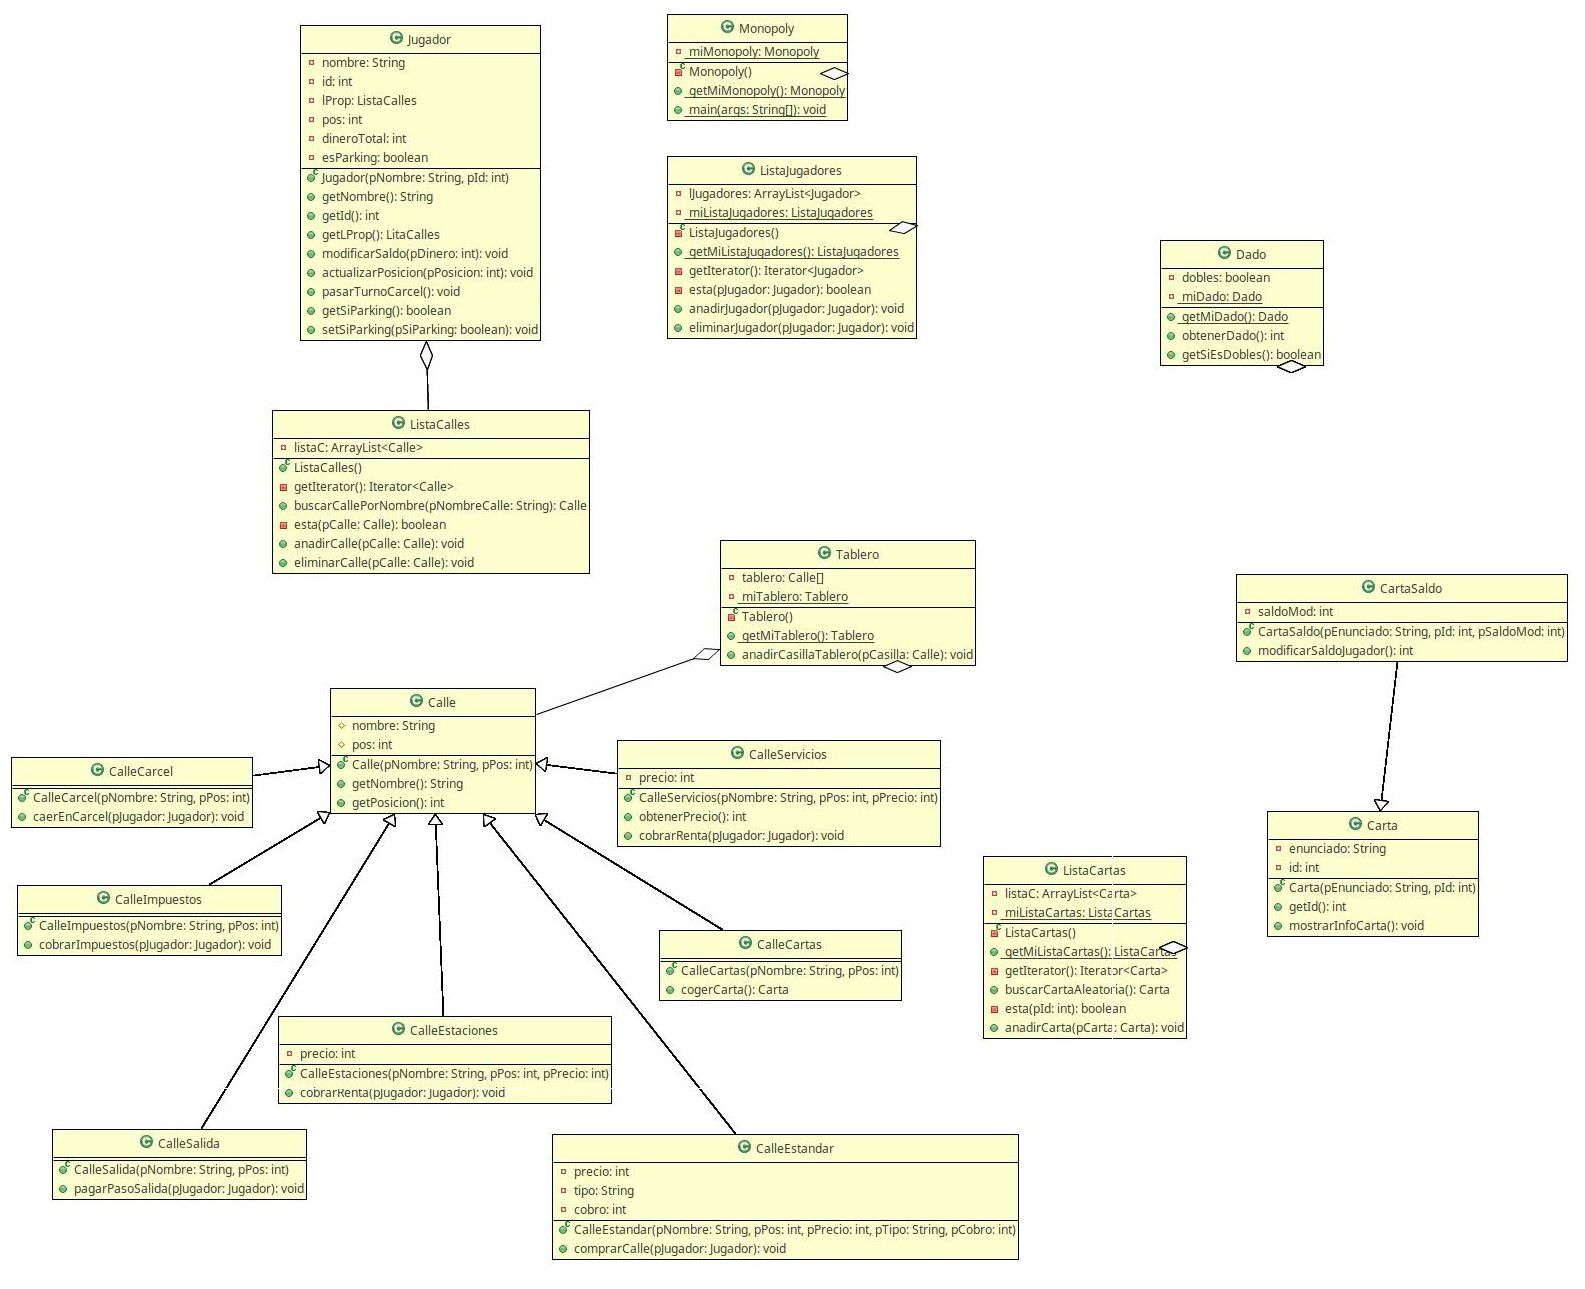 Jugador
nombre: String
id: int
lProp: ListaCalles
pos: int
dineroTotal: int
esParking: boolean
Jugador(pNombre: String, pId: int)
getNombre(): String
getId(): int
getLProp(): LitaCalles
modificarSaldo(pDinero: int): void
actualizarPosicion(pPosicion: int): void
pasarTurnoCarcel(): void
getSiParking(): boolean
setSiParking(pSiParking: boolean): void
Monopoly
miMonopoly: Monopoly
Monopoly()
getMiMonopoly(): Monopoly
main(args: String[]): void
ListaJugadores
lJugadores: ArrayList<Jugador>
miListaJugadores: ListaJugadores
ListaJugadores()
getMiListaJugadores(): ListaJugadores
getIterator(): Iterator<Jugador>
esta(pJugador: Jugador): boolean
anadirJugador(pJugador: Jugador): void
eliminarJugador(pJugador: Jugador): void
Dado
dobles: boolean
miDado: Dado
getMiDado(): Dado
obtenerDado(): int
getSiEsDobles(): boolean
ListaCalles
listaC: ArrayList<Calle>
ListaCalles()
getIterator(): Iterator<Calle>
buscarCallePorNombre(pNombreCalle: String): Calle
esta(pCalle: Calle): boolean
anadirCalle(pCalle: Calle): void
eliminarCalle(pCalle: Calle): void
Tablero
tablero: Calle[]
miTablero: Tablero
Tablero()
getMiTablero(): Tablero
anadirCasillaTablero(pCasilla: Calle): void
CartaSaldo
saldoMod: int
CartaSaldo(pEnunciado: String, pId: int, pSaldoMod: int)
modificarSaldoJugador(): int
Calle
nombre: String
pos: int
Calle(pNombre: String, pPos: int)
getNombre(): String
getPosicion(): int
CalleCarcel
CalleCarcel(pNombre: String, pPos: int)
caerEnCarcel(pJugador: Jugador): void
CalleServicios
precio: int
CalleServicios(pNombre: String, pPos: int, pPrecio: int)
obtenerPrecio(): int
cobrarRenta(pJugador: Jugador): void
Carta
enunciado: String
id: int
Carta(pEnunciado: String, pId: int)
getId(): int
mostrarInfoCarta(): void
ListaCartas
listaC: ArrayList<Carta>
miListaCartas: ListaCartas
ListaCartas()
getMiListaCartas(): ListaCartas
getIterator(): Iterator<Carta>
buscarCartaAleatoria(): Carta
esta(pId: int): boolean
anadirCarta(pCarta: Carta): void
CalleImpuestos
CalleImpuestos(pNombre: String, pPos: int)
cobrarImpuestos(pJugador: Jugador): void
CalleCartas
CalleCartas(pNombre: String, pPos: int)
cogerCarta(): Carta
CalleEstaciones
precio: int
CalleEstaciones(pNombre: String, pPos: int, pPrecio: int)
cobrarRenta(pJugador: Jugador): void
CalleSalida
CalleSalida(pNombre: String, pPos: int)
pagarPasoSalida(pJugador: Jugador): void
CalleEstandar
precio: int
tipo: String
cobro: int
CalleEstandar(pNombre: String, pPos: int, pPrecio: int, pTipo: String, pCobro: int)
comprarCalle(pJugador: Jugador): void